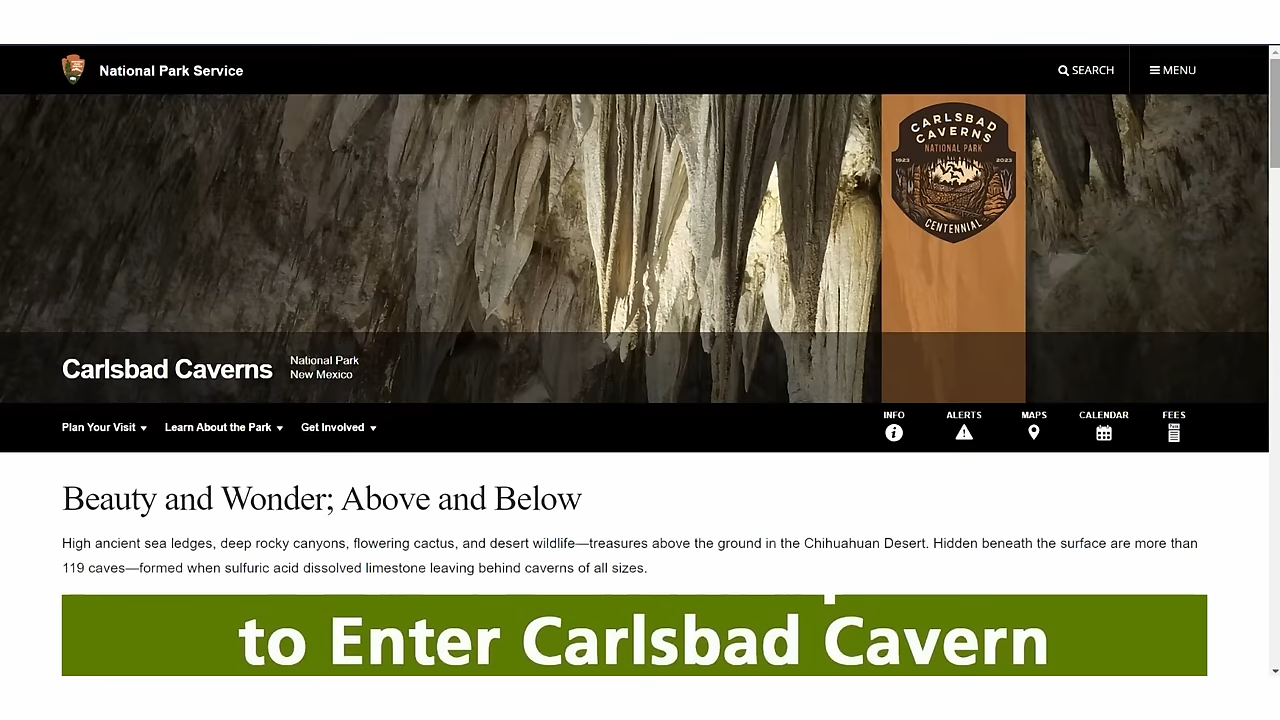 National Park Service
SEARCH
MENU
CARLSBAD
CAVERNS
NATIONAL PARK
1923
2023
CENTENNIAL
Carlsbad Caverns
National Park
New Mexico
Plan Your Visit
Learn About the Park
Get Involved
INFO
ALERTS
MAPS
CALENDAR
FEES
Beauty and Wonder; Above and Below
High ancient sea ledges, deep rocky canyons, flowering cactus, and desert wildlife—treasures above the ground in the Chihuahuan Desert. Hidden beneath the surface are more than
119 caves—formed when sulfuric acid dissolved limestone leaving behind caverns of all sizes.
to Enter Carlsbad Cavern